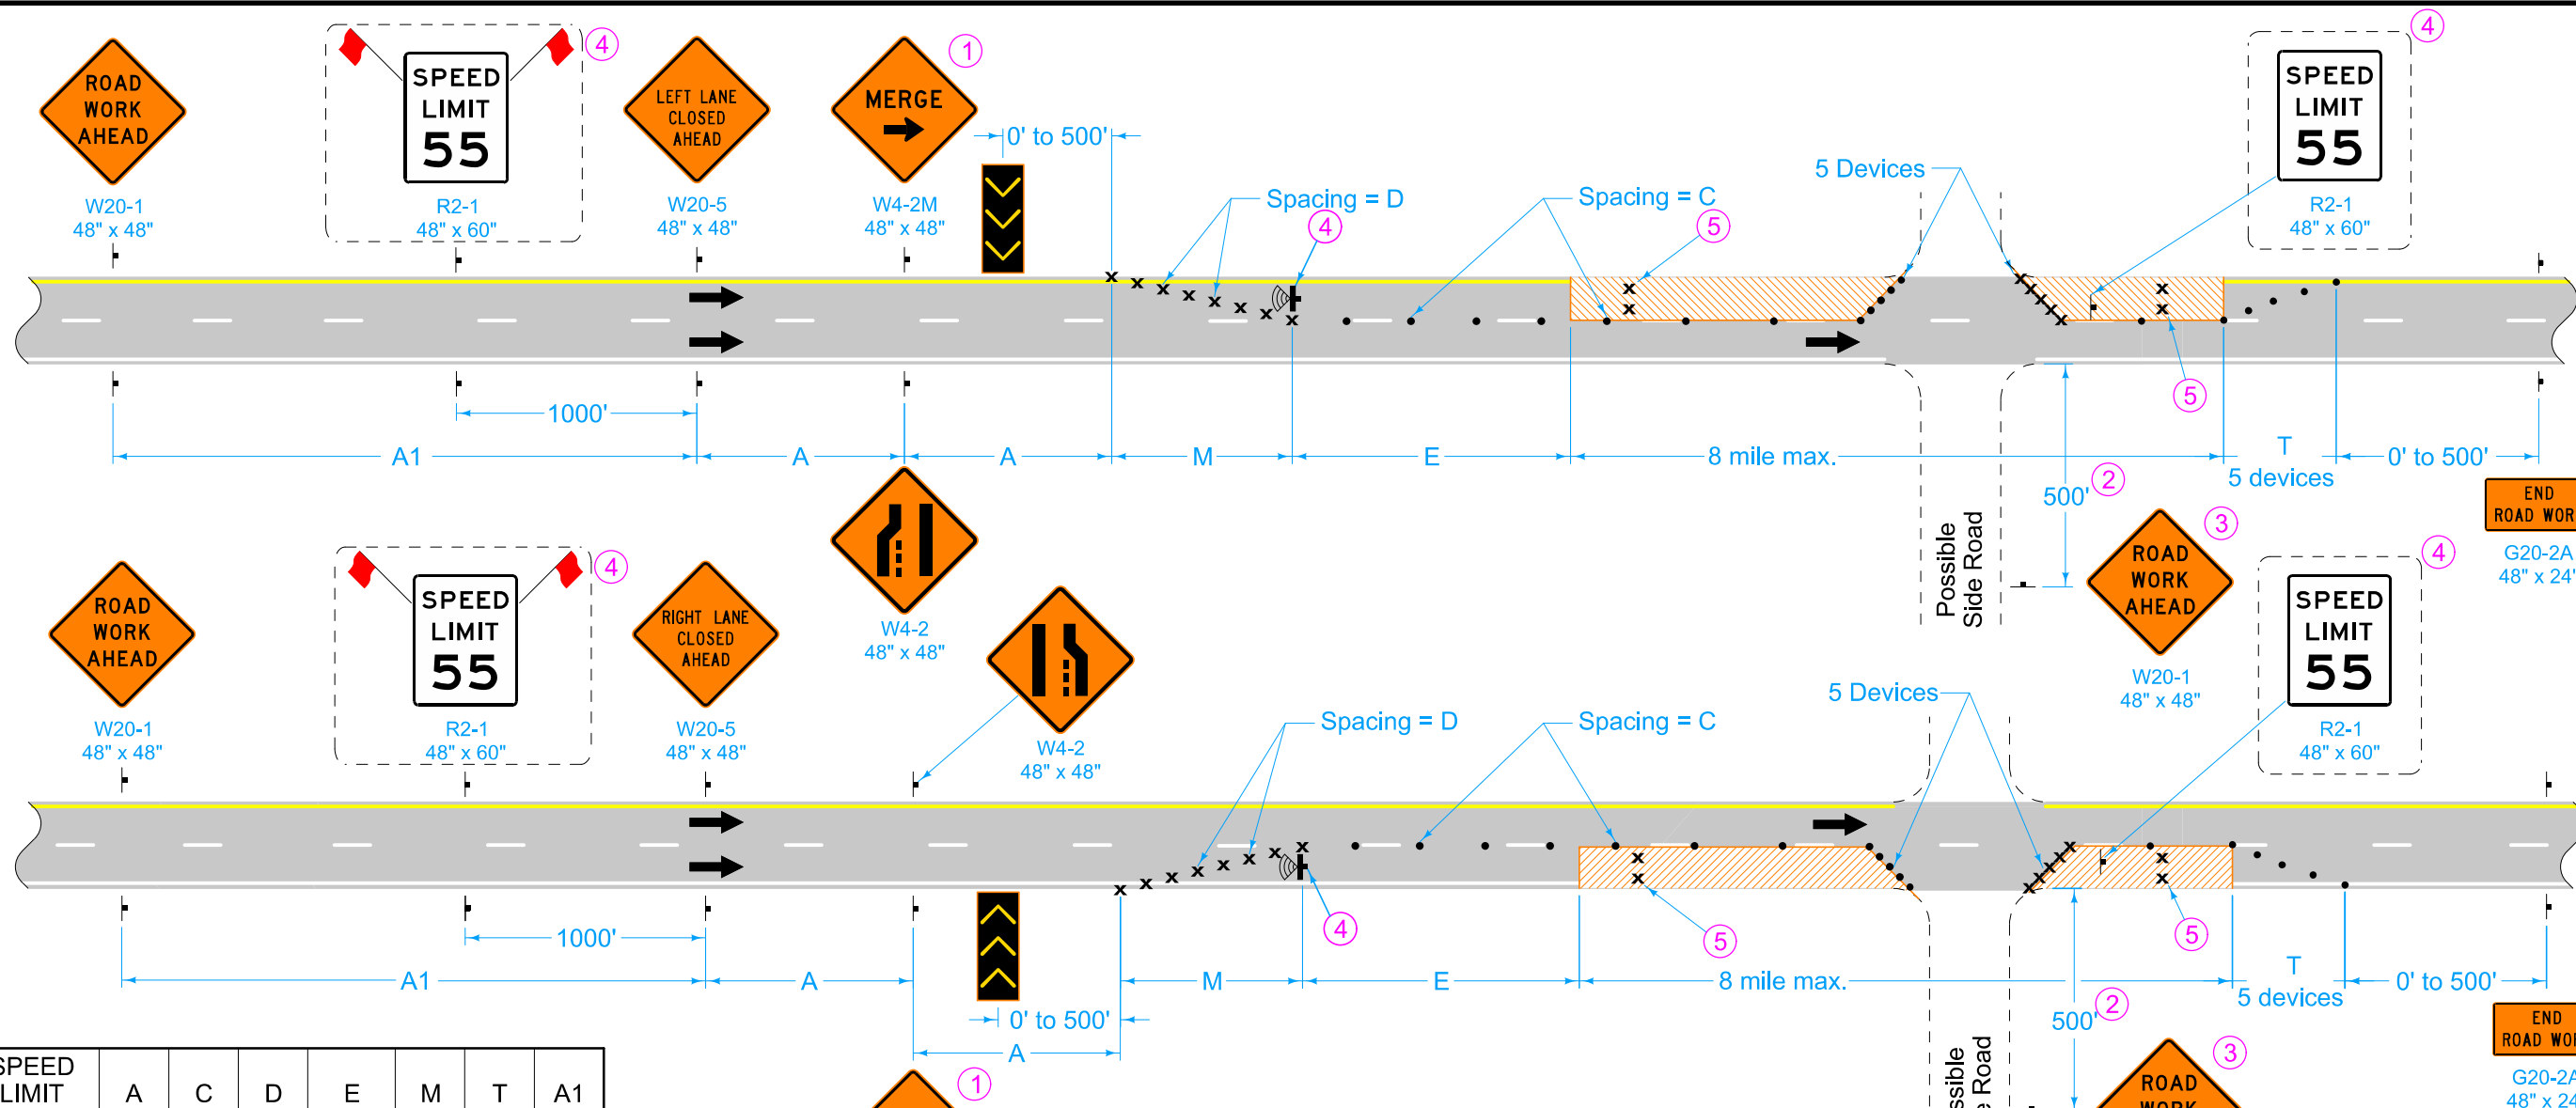 ROAD
WORK
AHEAD
W20-1
48" x 48"
SPEED
LIMIT
55
R2-1
48" x 60"
4
LEFT LANE
CLOSED
AHEAD
W20-5
48" x 48"
MERGE
W4-2M
48" x 48"
1
0' to 500'
Spacing = D
4
Spacing = C
5
5 Devices
SPEED
LIMIT
55
R2-1
48" x 60"
4
5
1000'
A1
A
A
M
E
8 mile max.
T
5 devices
0' to 500'
500'
2
Possible
Side Road
ROAD
WORK
AHEAD
W20-1
48" x 48"
3
END
ROAD WOR
G20-2A
48" x 24"
W4-2
48" x 48"
ROAD
WORK
AHEAD
W20-1
48" x 48"
SPEED
LIMIT
55
R2-1
48" x 60"
4
RIGHT LANE
CLOSED
AHEAD
W20-5
48" x 48"
W4-2
48" x 48"
Spacing = D
Spacing = C
5 Devices
SPEED
LIMIT
55
R2-1
48" x 60"
4
4
5
5
1000'
A1
A
M
E
8 mile max.
T
5 devices
0' to 500'
0' to 500'
A
500'
2
1
3
ROAD
END
ROAD WOR
G20-2A
SPEED
LIMIT A C D E M T A1